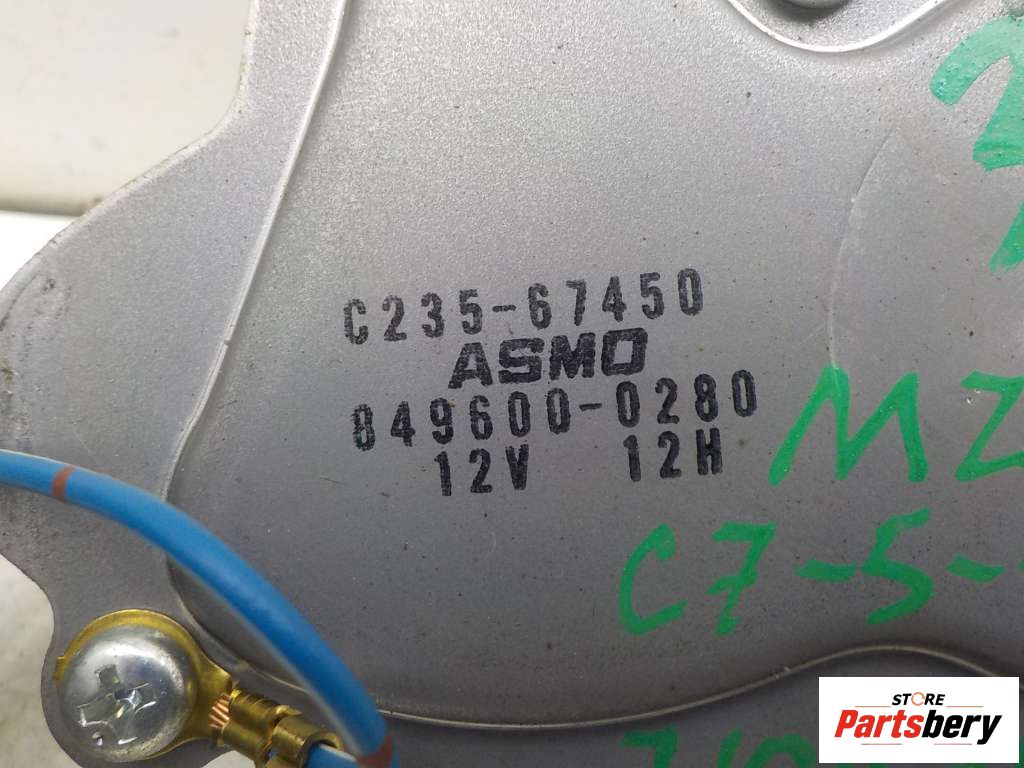 C235-67450
ASMO
849600-0280
12V 12H
MZ
C7-5-
STORE
Partsbery